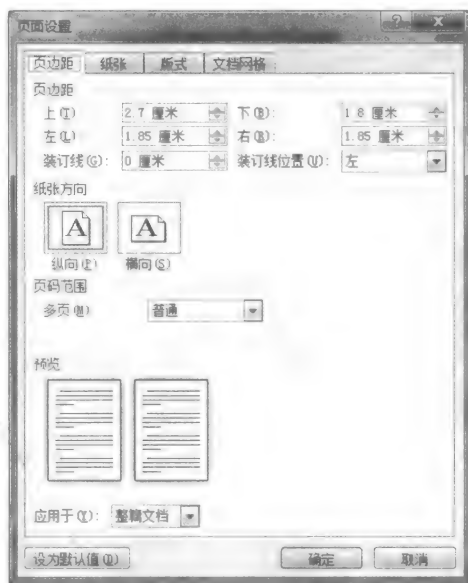 页面设置
页边距 纸张 版式 文档网格
页边距
上(T) 2.7 厘米 下(B): 1.8 厘米
左(L) 1.85 厘米 右(R): 1.85 厘米
装订线(G): 0 厘米 装订线位置(U): 左
纸张方向
A A
纵向(P) 横向(S)
页码范围
多页(M) 普通
预览
应用于(Y): 整篇文档
设为默认值(D) 确定 取消